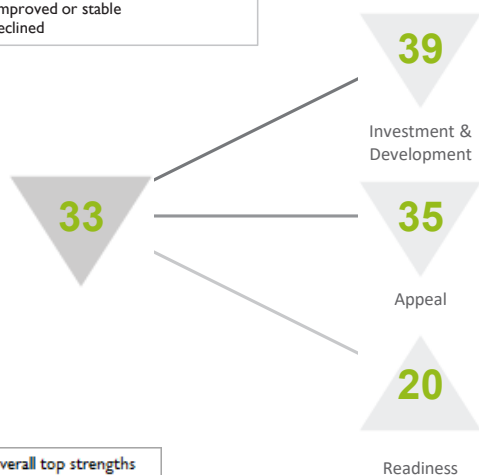 mproved or stable
eclined
39
Investment &
Development
33
35
Appeal
20
Readiness
verall top strengths